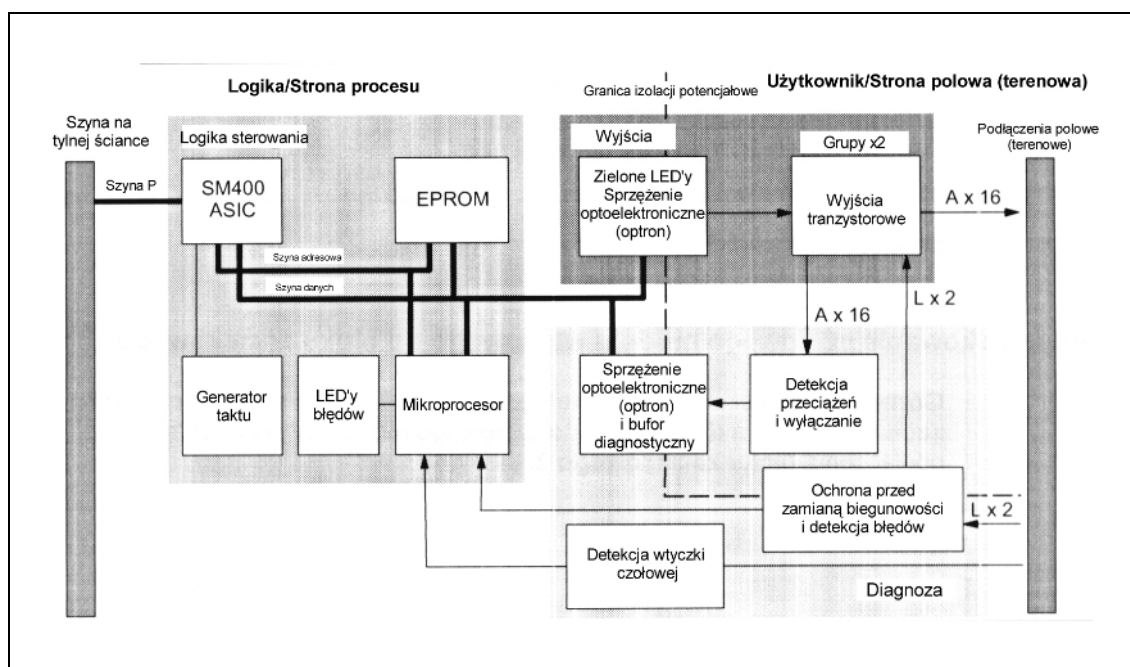 Logika/Strona procesu
Granica izolacji potencjałowe
Użytkownik/Strona polowa (terenowa)
Szyna na
tylnej ściance
Logika sterowania
Wyjścia
Grupy x2
Podłączenia polowe
(terenowe)
Szyna P
SM400
ASIC
EPROM
Zielone LED'y
Sprzężenie
optoelektroniczne
(optron)
Wyjścia
tranzystorowe
A x 16
Szyna adresowa
Szyna danych
A x 16
L x 2
Generator
taktu
LED'y
błędów
Mikroprocesor
Sprzężenie
optoelektroniczne
(optron)
i bufor
diagnostyczny
Detekcja
przeciążeń
i wyłączanie
Ochrona przed
zamianą biegunowości
i detekcja błędów
L x 2
Detekcja wtyczki
czołowej
Diagnoza